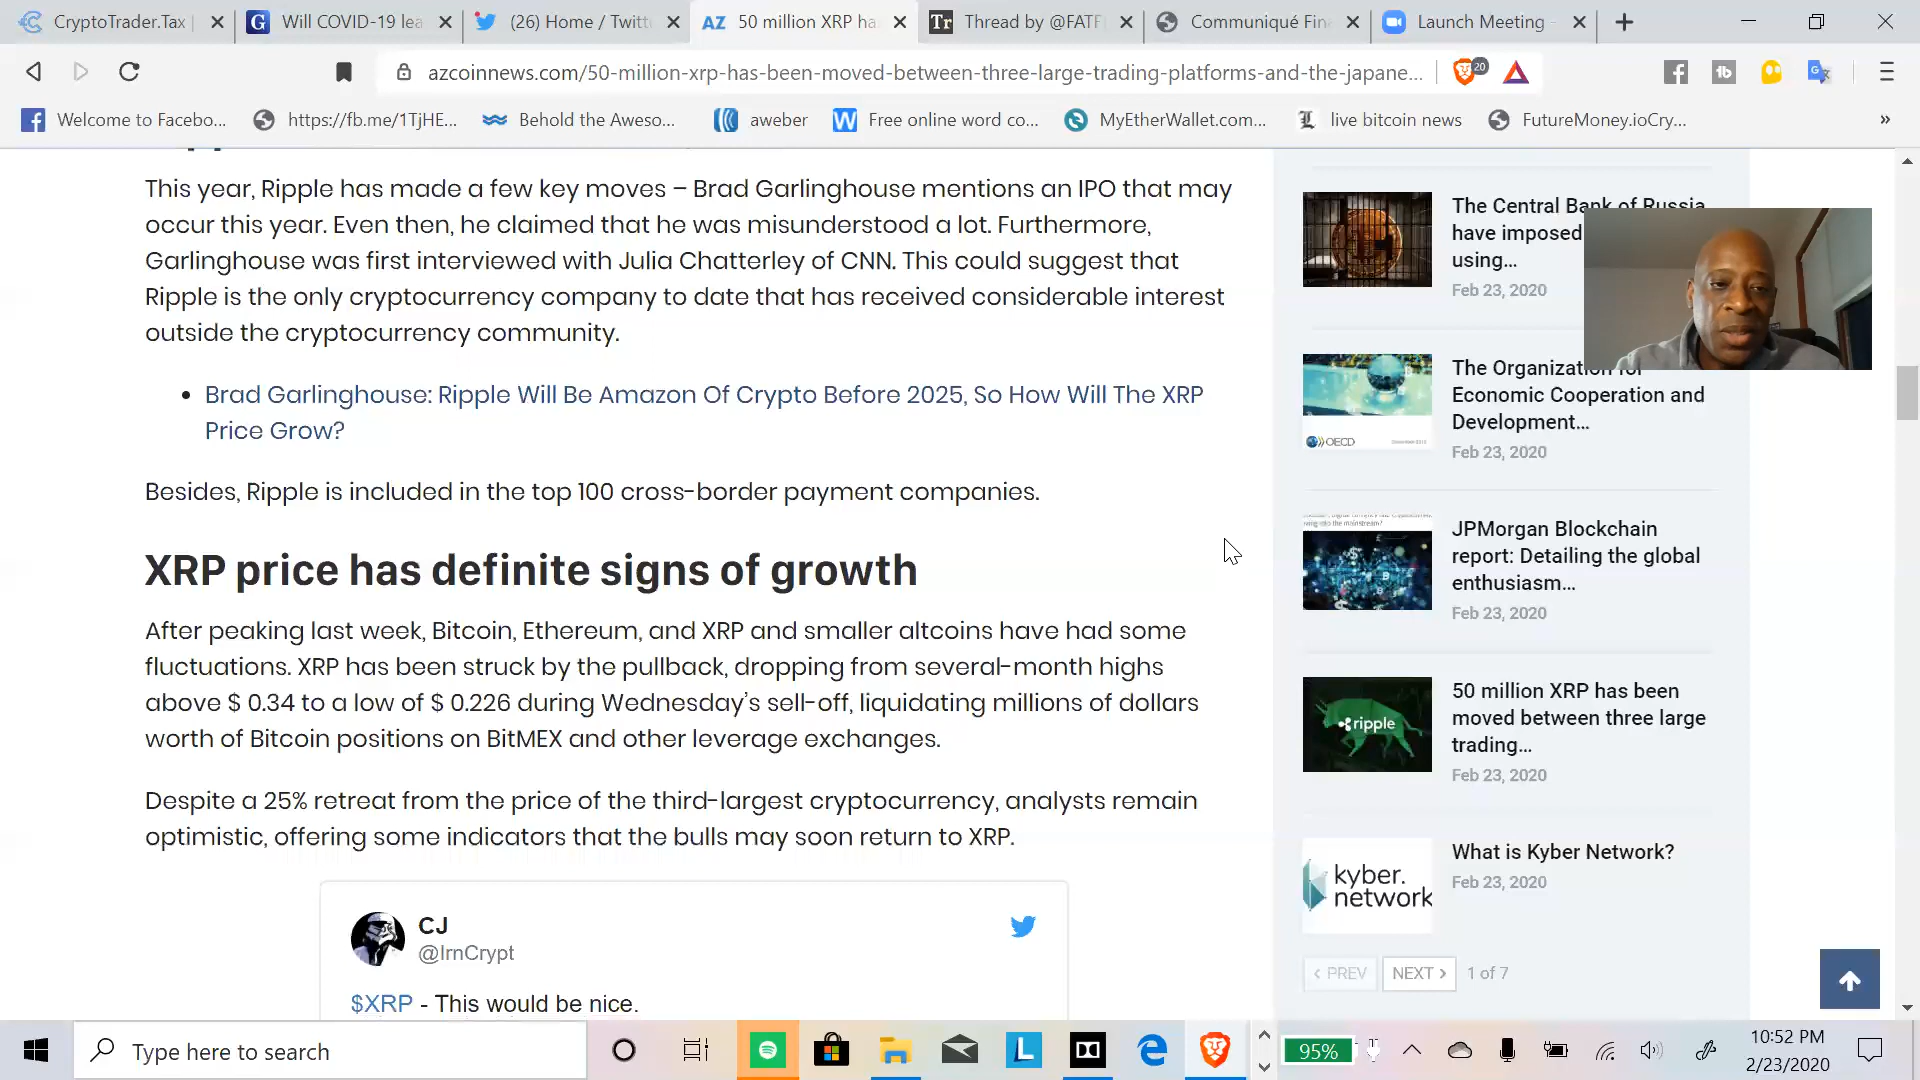 CryptoTrader.Tax
Will COVID-19 lea
(26) Home / Twitt
AZ 50 million XRP ha
Tr Thread by @FATF
Communiqué Fin
Launch Meeting -
azcoinnews.com/50-million-xrp-has-been-moved-between-three-large-trading-platforms-and-the-japane...
20
Welcome to Facebo...
https://fb.me/1TjHE...
Behold the Aweso...
aweber
Free online word co...
MyEtherWallet.com...
live bitcoin news
FutureMoney.ioCry...
This year, Ripple has made a few key moves – Brad Garlinghouse mentions an IPO that may
occur this year. Even then, he claimed that he was misunderstood a lot. Furthermore,
Garlinghouse was first interviewed with Julia Chatterley of CNN. This could suggest that
Ripple is the only cryptocurrency company to date that has received considerable interest
outside the cryptocurrency community.
• Brad Garlinghouse: Ripple Will Be Amazon Of Crypto Before 2025, So How Will The XRP
Price Grow?
Besides, Ripple is included in the top 100 cross-border payment companies.
XRP price has definite signs of growth
After peaking last week, Bitcoin, Ethereum, and XRP and smaller altcoins have had some
fluctuations. XRP has been struck by the pullback, dropping from several-month highs
above $ 0.34 to a low of $ 0.226 during Wednesday's sell-off, liquidating millions of dollars
worth of Bitcoin positions on BitMEX and other leverage exchanges.
Despite a 25% retreat from the price of the third-largest cryptocurrency, analysts remain
optimistic, offering some indicators that the bulls may soon return to XRP.
CJ
@IrnCrypt
$XRP - This would be nice.
The Central Bank of Russia
have imposed
using...
Feb 23, 2020
OECD
The Organization for
Economic Cooperation and
Development...
Feb 23, 2020
JPMorgan Blockchain
report: Detailing the global
enthusiasm...
Feb 23, 2020
ripple
50 million XRP has been
moved between three large
trading...
Feb 23, 2020
kyber.
network
What is Kyber Network?
Feb 23, 2020
PREV
NEXT
1 of 7
Type here to search
95%
10:52 PM
2/23/2020